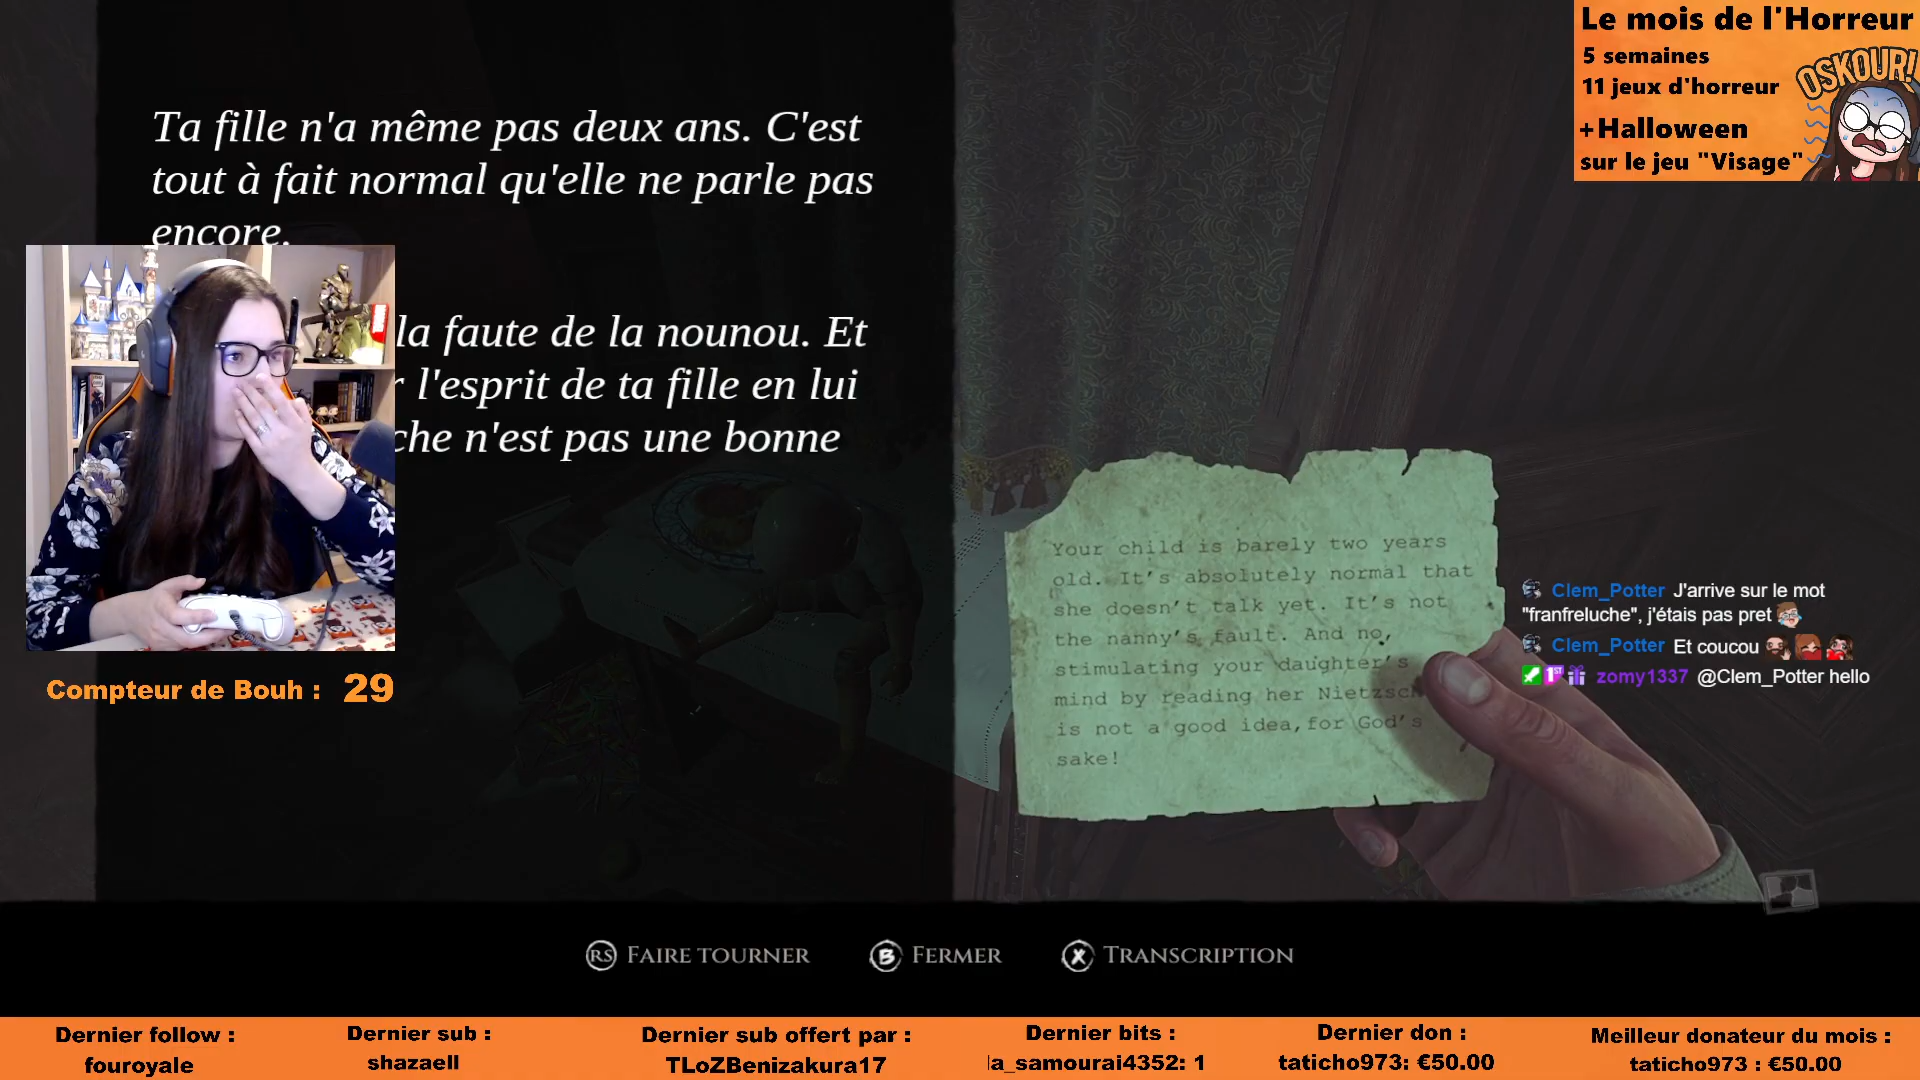 Le mois de l'Horreur
5 semaines
11 jeux d'horreur
+Halloween
sur le jeu "Visage"
OSKOUR!
Ta fille n'a même pas deux ans. C'est
tout à fait normal qu'elle ne parle pas
encore.
la faute de la nounou. Et
l'esprit de ta fille en lui
che n'est pas une bonne
Compteur de Bouh : 29
Your child is barely two years
old. It's absolutely normal that
she doesn't talk yet. It's not
the nanny's fault. And no,
stimulating your daughter's
mind by reading her Nietzsch
is not a good idea, for God's
sake!
Clem_Potter J'arrive sur le mot
"franfreluche", j'étais pas pret
Clem_Potter Et coucou
1ST zomy1337 @Clem_Potter hello
RS FAIRE TOURNER
B FERMER
X TRANSCRIPTION
Dernier follow :
fouroyale
Dernier sub :
shazaell
Dernier sub offert par :
TLoZBenizakura17
Dernier bits :
la_samourai4352: 1
Dernier don :
taticho973: €50.00
Meilleur donateur du mois :
taticho973 : €50.00